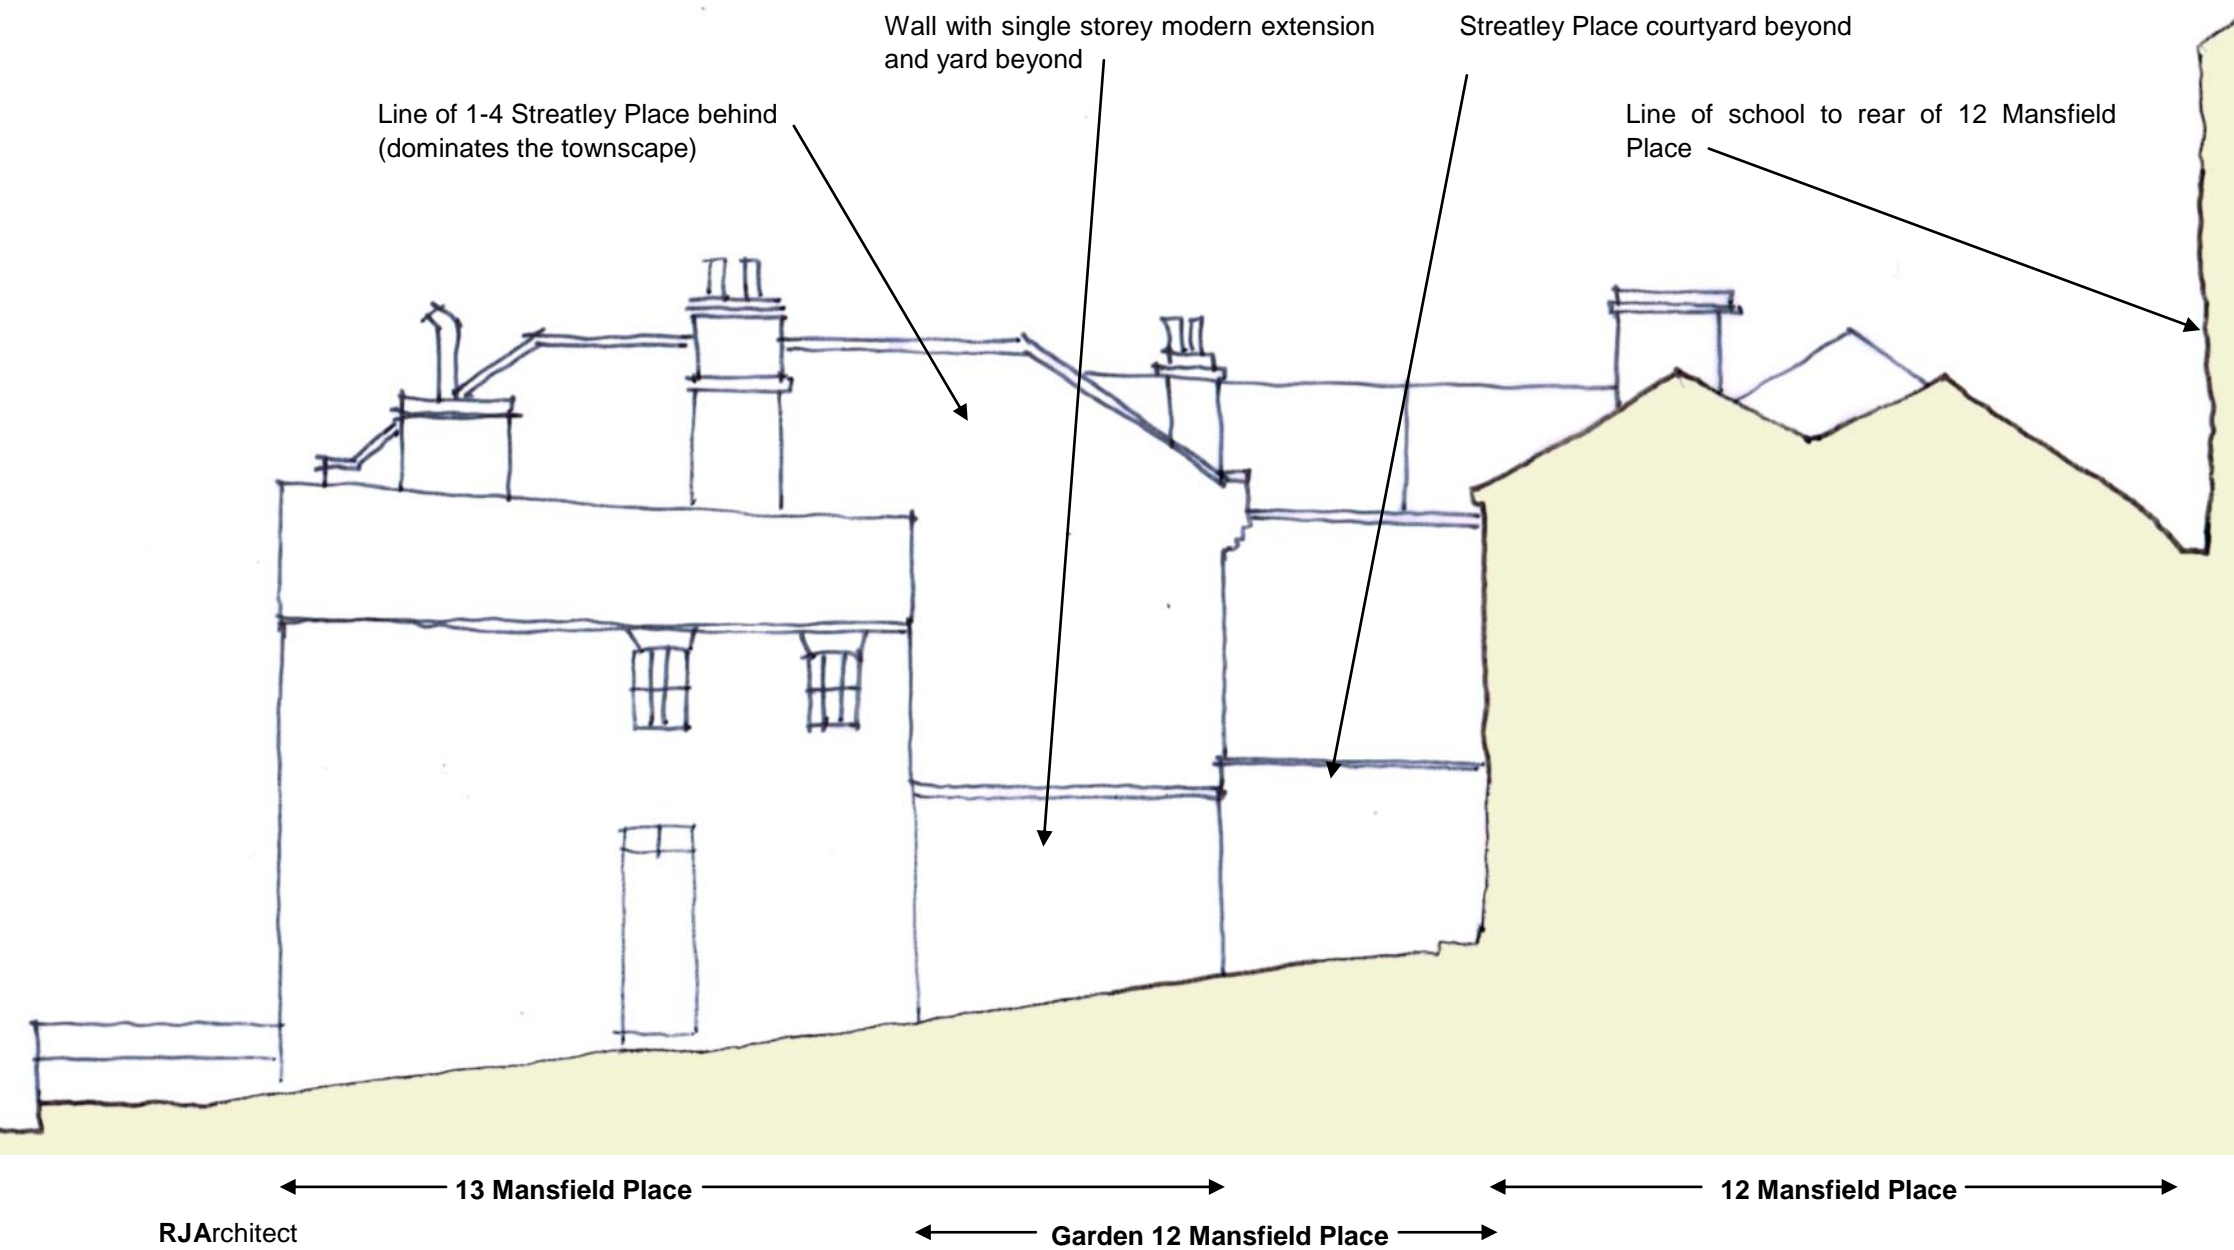 Wall with single storey modern extension
and yard beyond
Streatley Place courtyard beyond
Line of 1-4 Streatley Place behind
(dominates the townscape)
Line of school to rear of 12 Mansfield
Place
13 Mansfield Place
12 Mansfield Place
RJArchitect
Garden 12 Mansfield Place